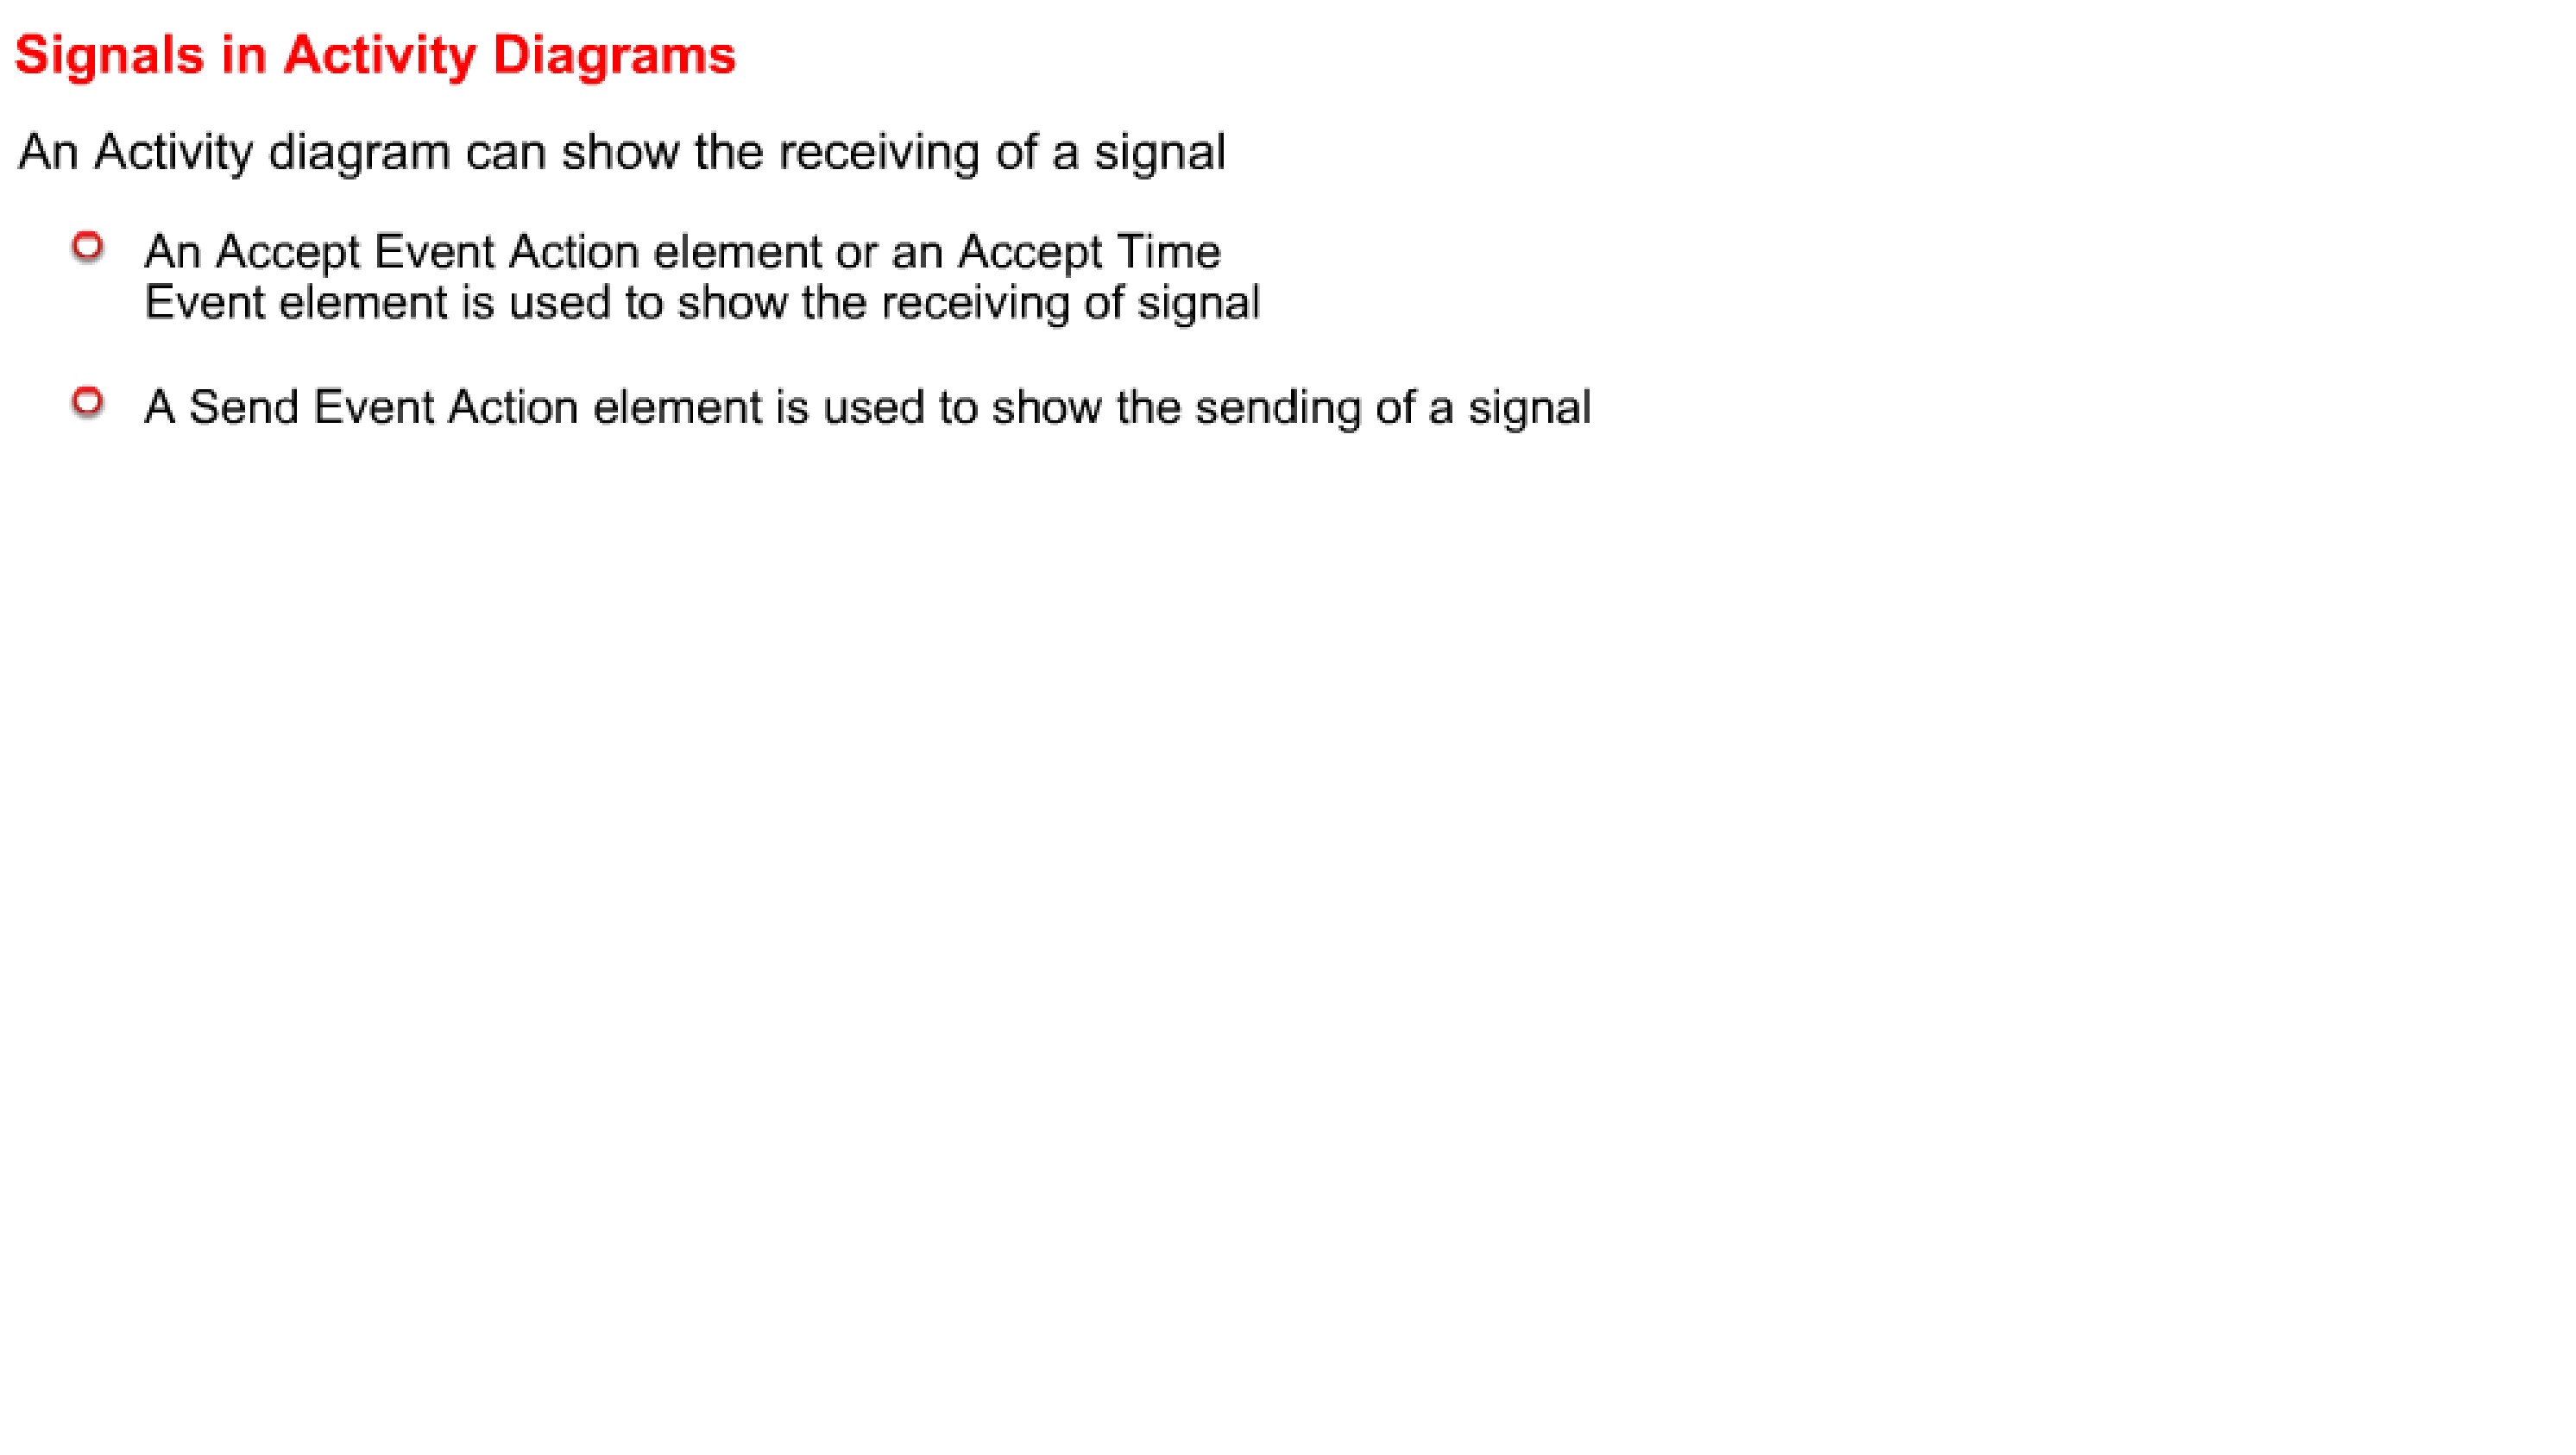 Signals in Activity Diagrams
An Activity diagram can show the receiving of a signal
An Accept Event Action element or an Accept Time
Event element is used to show the receiving of signal
A Send Event Action element is used to show the sending of a signal